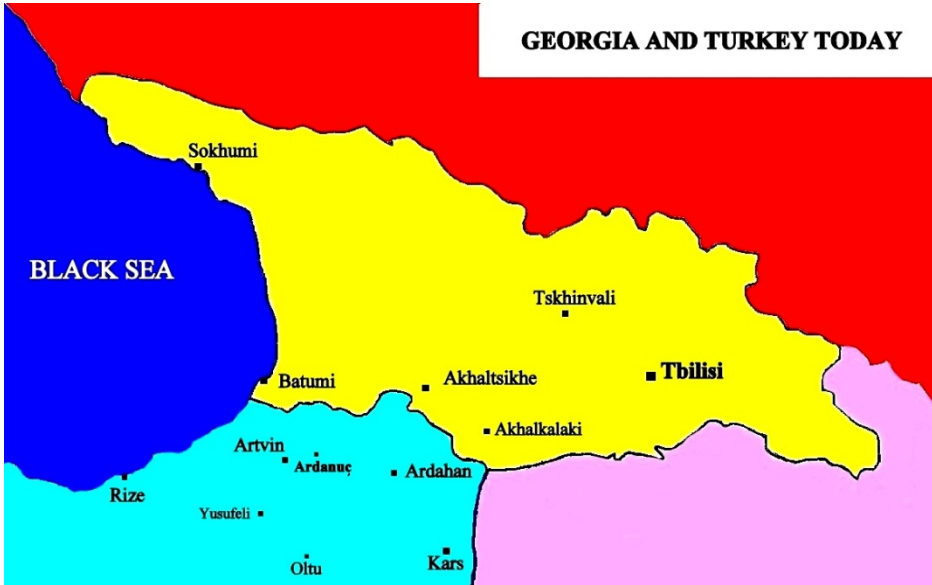 GEORGIA AND TURKEY TODAY
Sokhumi
BLACK SEA
Tskhinvali
Tbilisi
Batumi
Akhaltsikhe
Akhalkalaki
Artvin
Ardanuç
Ardahan
Rize
Yusufeli
Kars
Oltu